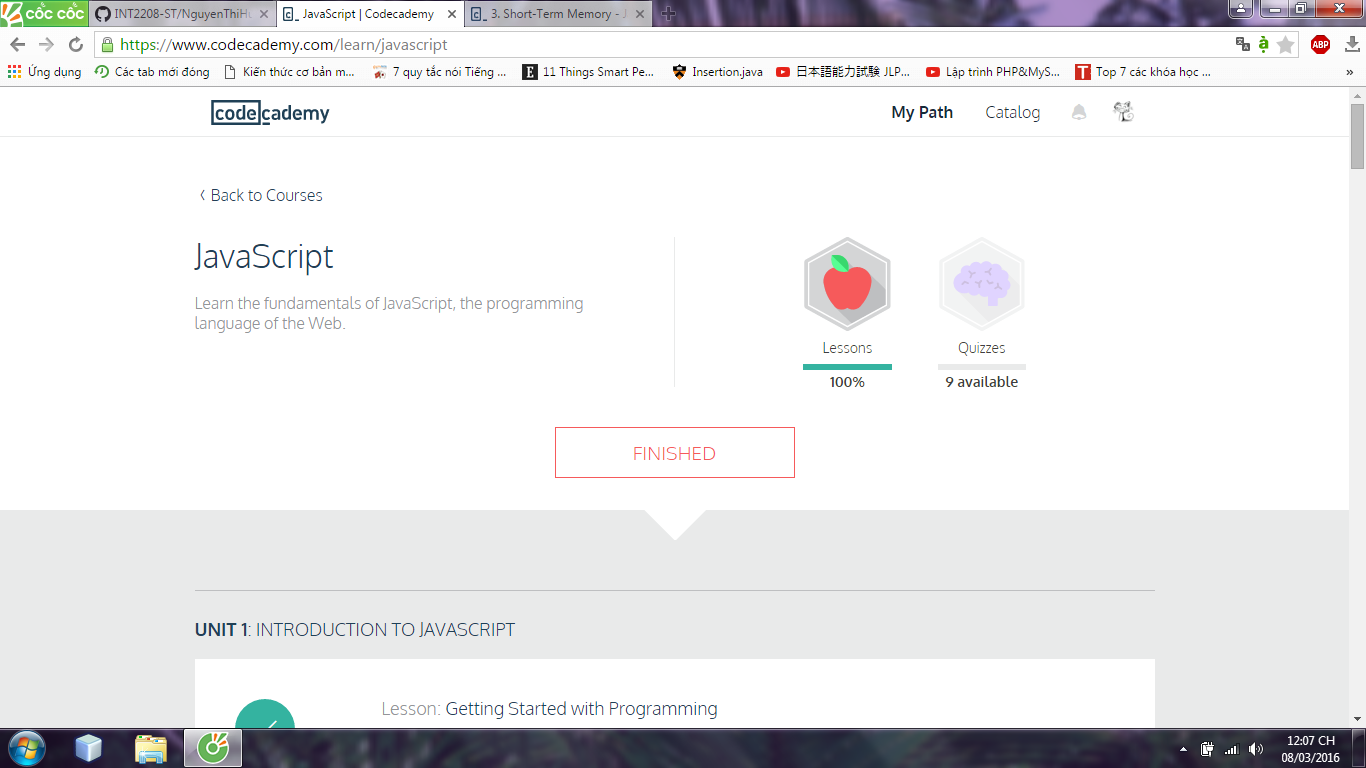 cốc cốc
INT2208-ST/NguyenThiHu
JavaScript | Codecademy
3. Short-Term Memory - J
https://www.codecademy.com/learn/javascript
ABP
Ứng dụng
Các tab mới đóng
Kiến thức cơ bản m...
7 quy tắc nói Tiếng ...
11 Things Smart Pe...
Insertion.java
日本語能力試験 JLP...
Lập trình PHP&MyS...
Top 7 các khóa học ...
»
codecademy
My Path
Catalog
Back to Courses
JavaScript
Learn the fundamentals of JavaScript, the programming
language of the Web.
Lessons
100%
Quizzes
9 available
FINISHED
UNIT 1: INTRODUCTION TO JAVASCRIPT
Lesson: Getting Started with Programming
12:07 CH
08/03/2016